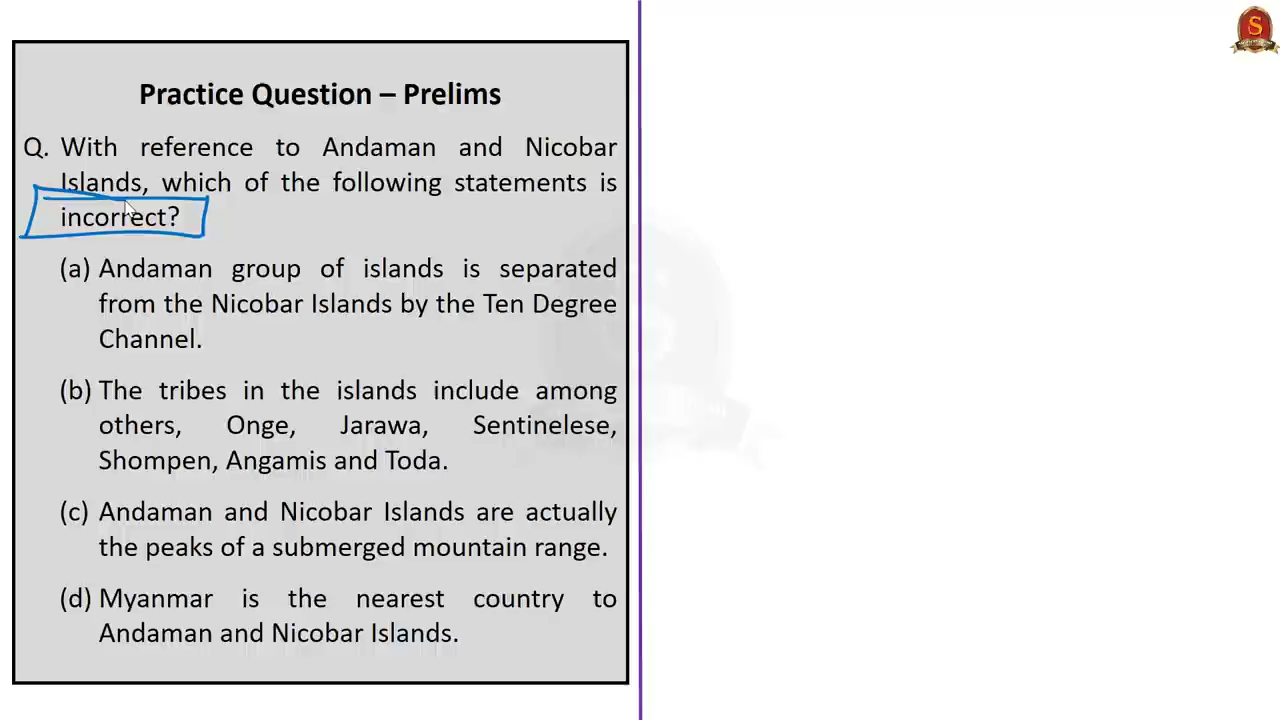 S
Practice Question – Prelims
Q. With reference to Andaman and Nicobar
Islands, which of the following statements is
incorrect?
(a) Andaman group of islands is separated
from the Nicobar Islands by the Ten Degree
Channel.
(b) The tribes in the islands include among
others, Onge, Jarawa, Sentinelese,
Shompen, Angamis and Toda.
(c) Andaman and Nicobar Islands are actually
the peaks of a submerged mountain range.
(d) Myanmar is the nearest country to
Andaman and Nicobar Islands.